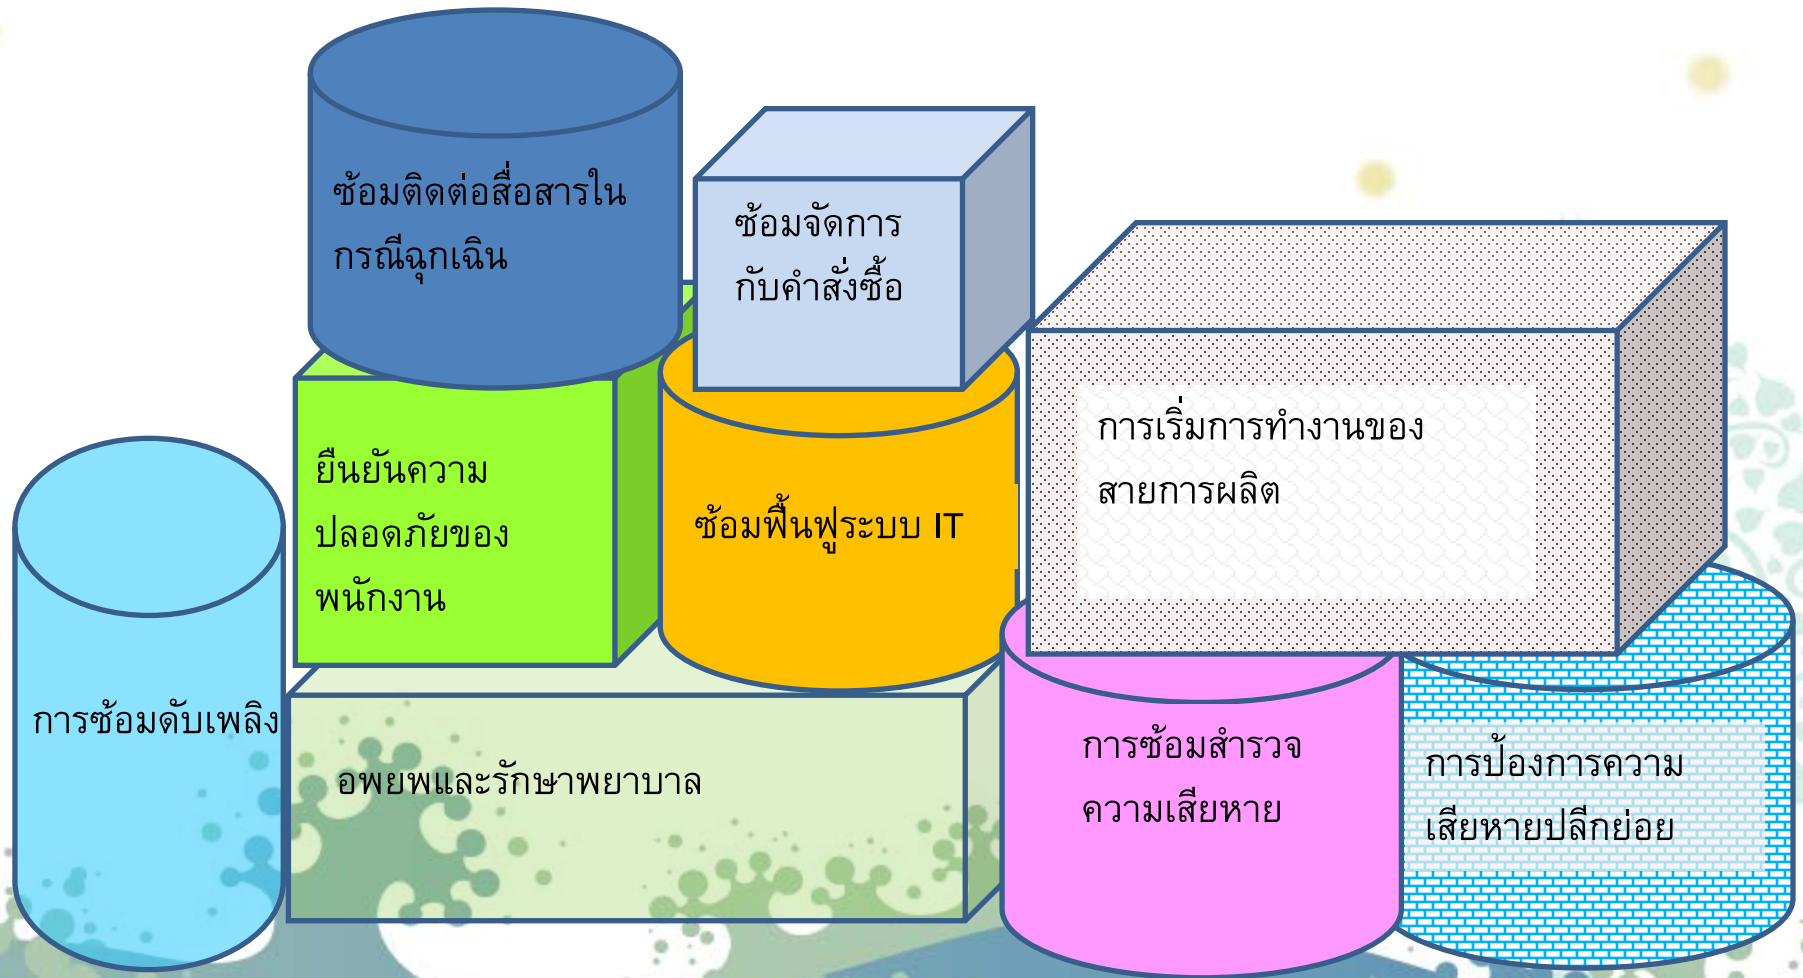 ซ้อมติดต่อสื่อสารใน
กรณีฉุกเฉิน
ซ้อมจัดการ
กับคำสั่งซื้อ
การเริ่มการทำงานของ
สายการผลิต
ยืนยันความ
ปลอดภัยของ
พนักงาน
ซ้อมฟื้นฟูระบบ IT
การซ้อมดับเพลิง
อพยพและรักษาพยาบาล
การซ้อมสำรวจ
ความเสียหาย
การป้องการความ
เสียหายปลีกย่อย